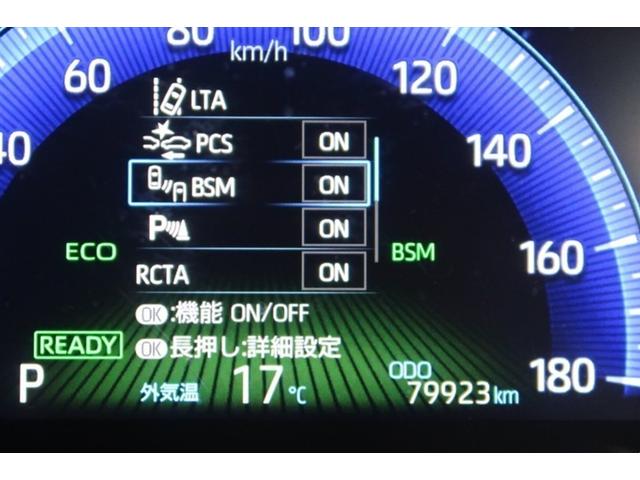 80 km/h 100
60 120
40 140
LTA
PCS ON
BSM ON
P ON
ECO BSM 160
RCTA ON
OK:機能 ON/OFF
READY OK長押し:詳細設定
P 外気温 17℃ ODO 79923km 180